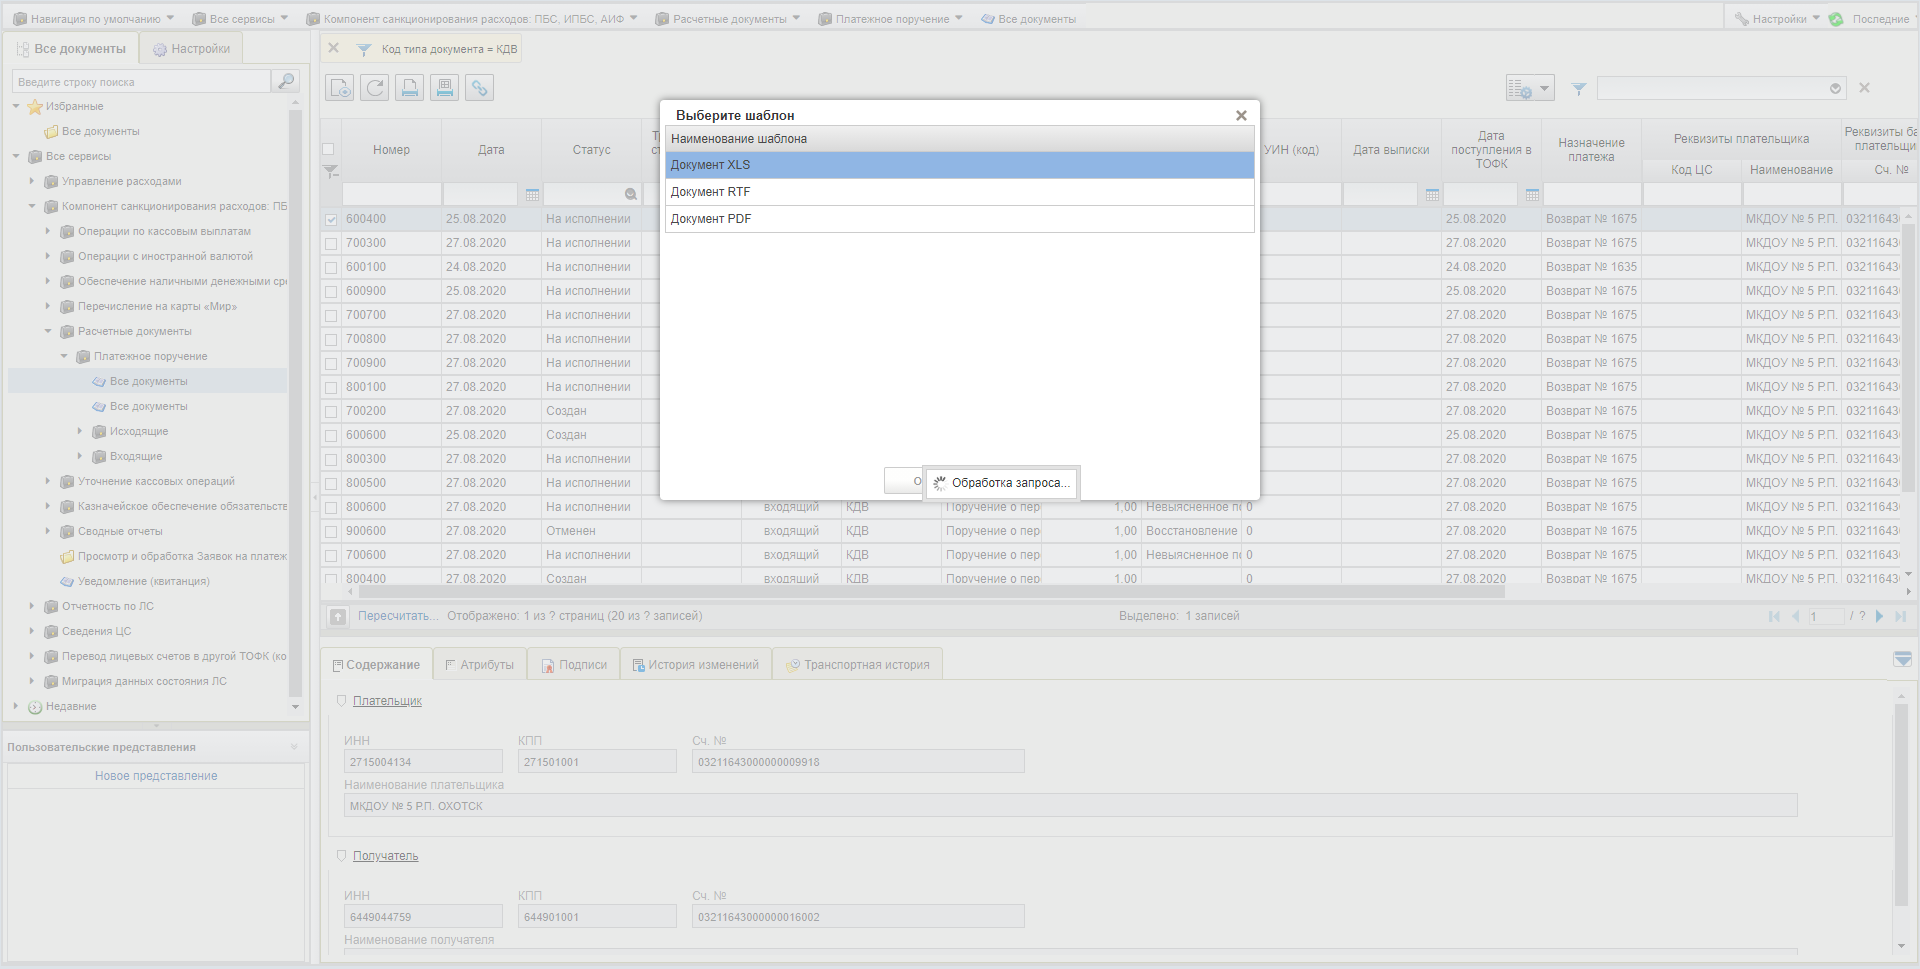 Навигация по умолчанию
Все сервисы
Компонент санкционирования расходов: ПБС, ИПБС, АИФ
Расчетные документы
Платежное поручение
Все документы
Настройки
Последние
Все документы
Настройки
Введите строку поиска
Избранные
Все документы
Все сервисы
Управление расходами
Компонент санкционирования расходов: ПБ
Операции по кассовым выплатам
Операции с иностранной валютой
Обеспечение наличными денежными ср
Перечисление на карты «Мир»
Расчетные документы
Платежное поручение
Все документы
Все документы
Исходящие
Входящие
Уточнение кассовых операций
Казначейское обеспечение обязательств
Сводные отчеты
Просмотр и обработка Заявок на платеж
Уведомление (квитанция)
Отчетность по ЛС
Сведения ЦС
Перевод лицевых счетов в другой ТОФК (ко
Миграция данных состояния ЛС
Недавние
Пользовательские представления
Новое представление
Код типа документа = КДВ
Номер Дата Статус УИН (код) Дата выписки Дата поступления в ТОФК Назначение платежа Реквизиты плательщика
Код ЦС Наименование Сч. №
600400 25.08.2020 На исполнении 25.08.2020 Возврат № 1675 МКДОУ № 5 Р.П. 03211643
700300 27.08.2020 На исполнении 27.08.2020 Возврат № 1675 МКДОУ № 5 Р.П. 03211643
600100 24.08.2020 На исполнении 24.08.2020 Возврат № 1635 МКДОУ № 5 Р.П. 03211643
600900 25.08.2020 На исполнении 25.08.2020 Возврат № 1675 МКДОУ № 5 Р.П. 03211643
700700 27.08.2020 На исполнении 27.08.2020 Возврат № 1675 МКДОУ № 5 Р.П. 03211643
700800 27.08.2020 На исполнении 27.08.2020 Возврат № 1675 МКДОУ № 5 Р.П. 03211643
700900 27.08.2020 На исполнении 27.08.2020 Возврат № 1675 МКДОУ № 5 Р.П. 03211643
800100 27.08.2020 На исполнении 27.08.2020 Возврат № 1675 МКДОУ № 5 Р.П. 03211643
700200 27.08.2020 Создан 27.08.2020 Возврат № 1675 МКДОУ № 5 Р.П. 03211643
600600 25.08.2020 Создан 25.08.2020 Возврат № 1675 МКДОУ № 5 Р.П. 03211643
800300 27.08.2020 На исполнении 27.08.2020 Возврат № 1675 МКДОУ № 5 Р.П. 03211643
800500 27.08.2020 На исполнении 27.08.2020 Возврат № 1675 МКДОУ № 5 Р.П. 03211643
800600 27.08.2020 На исполнении входящий КДВ Поручение о пер 1,00 Невыясненное п 0 27.08.2020 Возврат № 1675 МКДОУ № 5 Р.П. 03211643
900600 27.08.2020 Отменен входящий КДВ Поручение о пер 1,00 Восстановление 0 27.08.2020 Возврат № 1675 МКДОУ № 5 Р.П. 03211643
700600 27.08.2020 На исполнении входящий КДВ Поручение о пер 1,00 Невыясненное п 0 27.08.2020 Возврат № 1675 МКДОУ № 5 Р.П. 03211643
800400 27.08.2020 Создан входящий КДВ Поручение о пер 1,00 0 27.08.2020 Возврат № 1675 МКДОУ № 5 Р.П. 03211643
Выберите шаблон
Наименование шаблона
Документ XLS
Документ RTF
Документ PDF
О
Обработка запроса...
Пересчитать... Отображено: 1 из ? страниц (20 из ? записей) Выделено: 1 записей 1 / ?
Содержание Атрибуты Подписи История изменений Транспортная история
Плательщик
ИНН КПП Сч. №
2715004134 271501001 03211643000000009918
Наименование плательщика
МКДОУ № 5 Р.П. ОХОТСК
Получатель
ИНН КПП Сч. №
6449044759 644901001 03211643000000016002
Наименование получателя